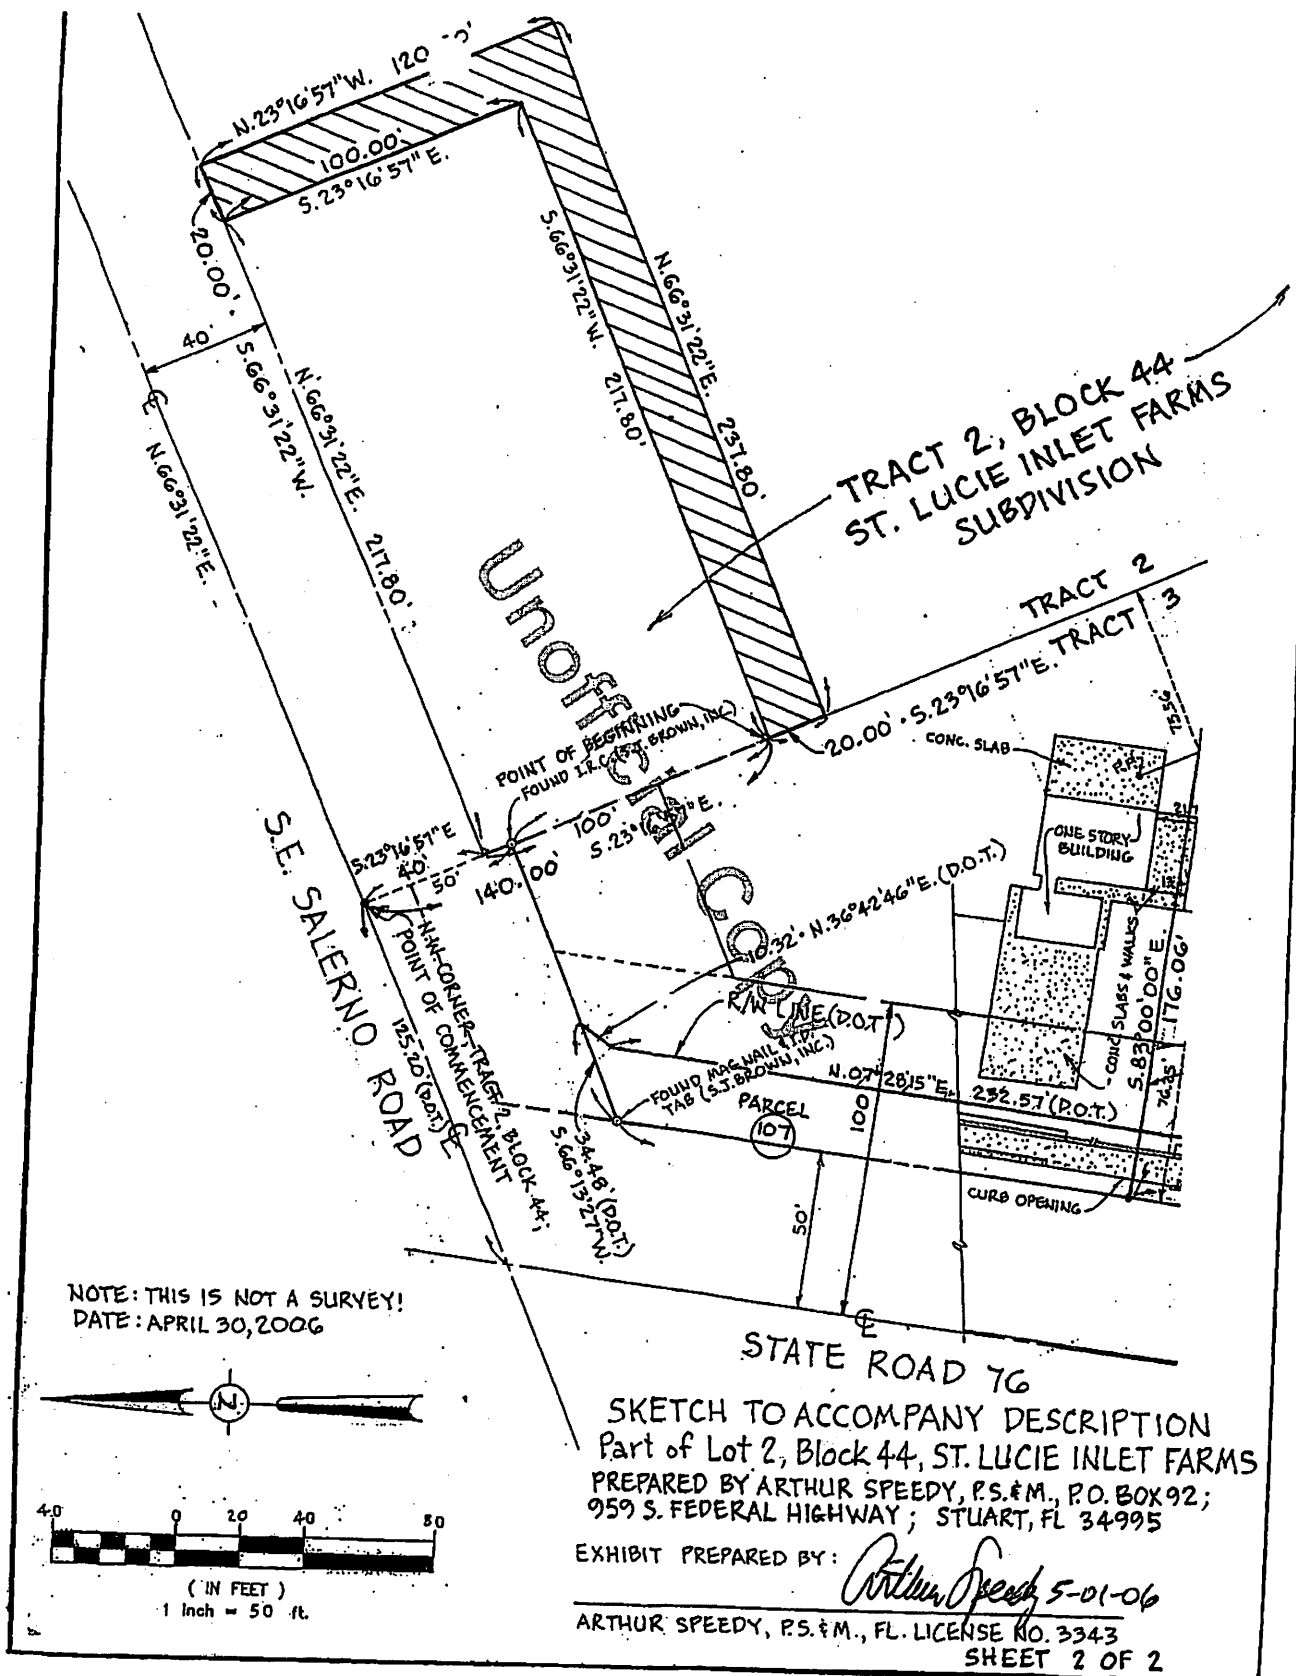 N.23°16'57"W. 120
100.00'
S.23°16'57"E.
20.00'
40'
S.66°31'22"W.
N.66°31'22"E. 217.80'
℄
N.66°31'22"E.
S.66°31'22"W. 217.80'
N.66°31'22"E. 237.80'
TRACT 2, BLOCK 44
ST. LUCIE INLET FARMS
SUBDIVISION
Unofficial Copy
TRACT 2
TRACT 3
20.00' • S.23°16'57"E.
75.56'
POINT OF BEGINNING
FOUND I.R.C. (S.J. BROWN, INC.)
CONC. SLAB
P.P.
ONE STORY
BUILDING
100'
S.23°16'57"E.
S.23°16'57"E
40'
50'
140.00'
S.E. SALERNO ROAD
N.W. CORNER, TRACT 2, BLOCK 44;
POINT OF COMMENCEMENT
125.20' (D.O.T.)
℄
10.32' • N.36°42'46"E. (D.O.T.)
R/W LINE (D.O.T.)
CONC. SLABS & WALKS
S.83°00'00"E.
176.06'
76.25'
FOUND MAG NAIL & I.D.
TAB (S.J. BROWN, INC.)
N.07°28'15"E. 232.57' (D.O.T.)
PARCEL
107
100'
34.48' (D.O.T.)
S.66°13'27"W.
CURB OPENING
50'
℄
STATE ROAD 76
NOTE: THIS IS NOT A SURVEY!
DATE: APRIL 30, 2006
N
40 0 20 40 80
( IN FEET )
1 inch = 50 ft.
SKETCH TO ACCOMPANY DESCRIPTION
Part of Lot 2, Block 44, ST. LUCIE INLET FARMS
PREPARED BY ARTHUR SPEEDY, P.S.&M., P.O. BOX 92;
959 S. FEDERAL HIGHWAY; STUART, FL 34995
EXHIBIT PREPARED BY: Arthur Speedy 5-01-06
ARTHUR SPEEDY, P.S.&M., FL. LICENSE NO. 3343
SHEET 2 OF 2